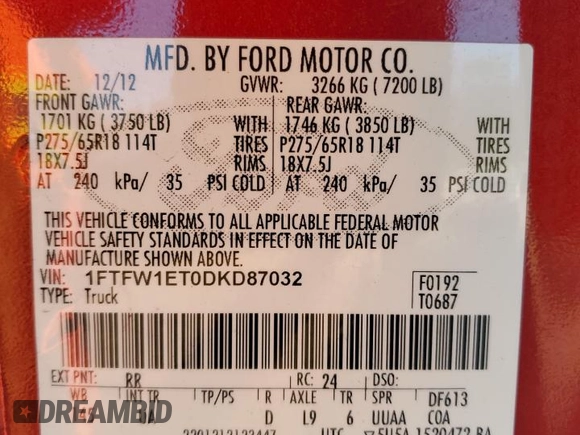 MFD. BY FORD MOTOR CO.
DATE: 12/12 GVWR: 3266 KG ( 7200 LB)
FRONT GAWR: REAR GAWR:
1701 KG ( 3750 LB) WITH 1746 KG ( 3850 LB) WITH
P275/65R18 114T TIRES P275/65R18 114T TIRES
18X7.5J RIMS 18X7.5J RIMS
AT 240 kPa/ 35 PSI COLD AT 240 kPa/ 35 PSI COLD
THIS VEHICLE CONFORMS TO ALL APPLICABLE FEDERAL MOTOR
VEHICLE SAFETY STANDARDS IN EFFECT ON THE DATE OF
MANUFACTURE SHOWN ABOVE.
VIN: 1FTFW1ET0DKD87032 F0192
TYPE: Truck T0687
EXT PNT: RR RC: 24 DSO:
WB INT TR TP/PS R AXLE TR SPR DF613
D L9 6 UUAA COA
UTC
DREAMBID